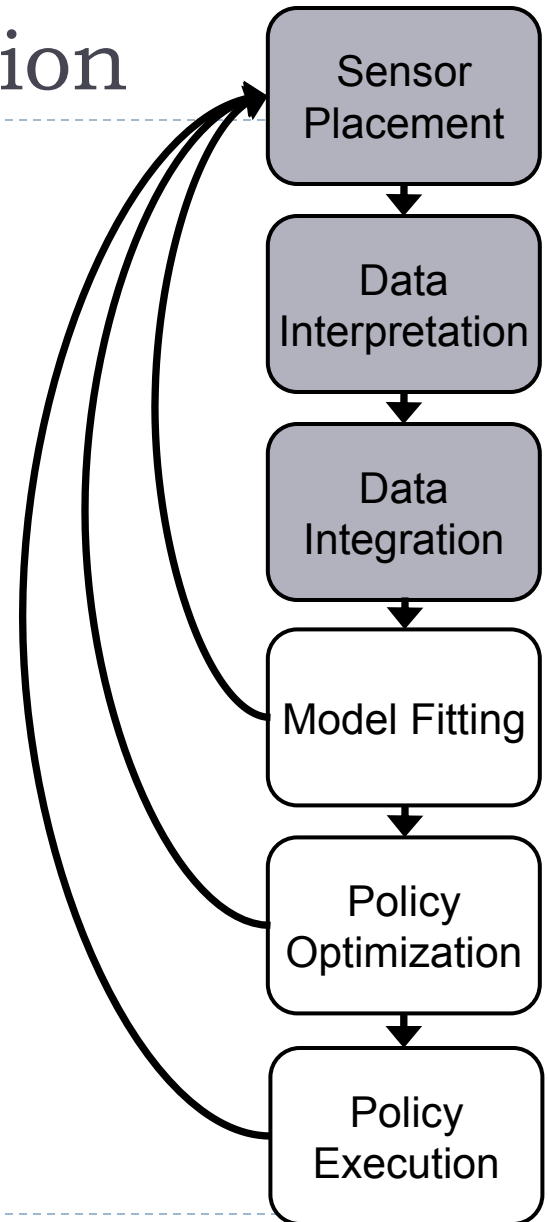 ion
Sensor
Placement
Data
Interpretation
Data
Integration
Model Fitting
Policy
Optimization
Policy
Execution